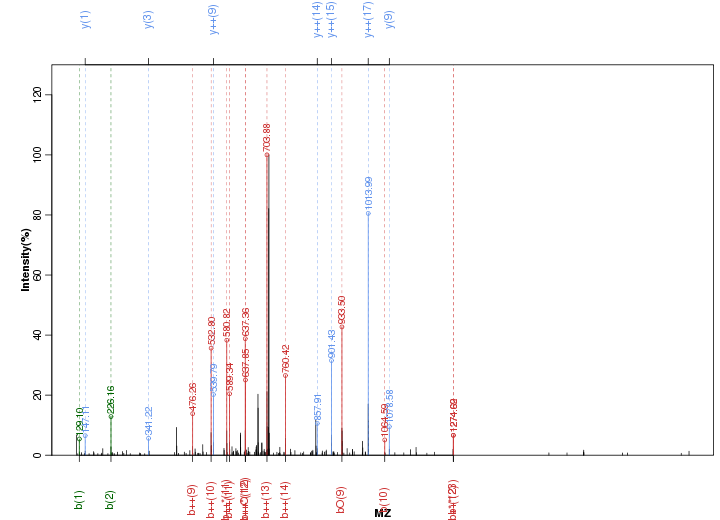 y(1)
y(3)
y++(9)
y++(14)
y++(15)
y++(17)
y(9)
Intensity(%)
0
20
40
60
80
100
120
129.10
147.11
226.16
341.22
476.26
532.80
539.79
580.82
589.34
637.36
637.85
703.88
760.42
857.91
901.43
933.50
1013.99
1064.59
1078.58
1274.69
b(1)
b(2)
b++(9)
b++(10)
b++(13)
b++(14)
bO(9)
b(10)
MZ